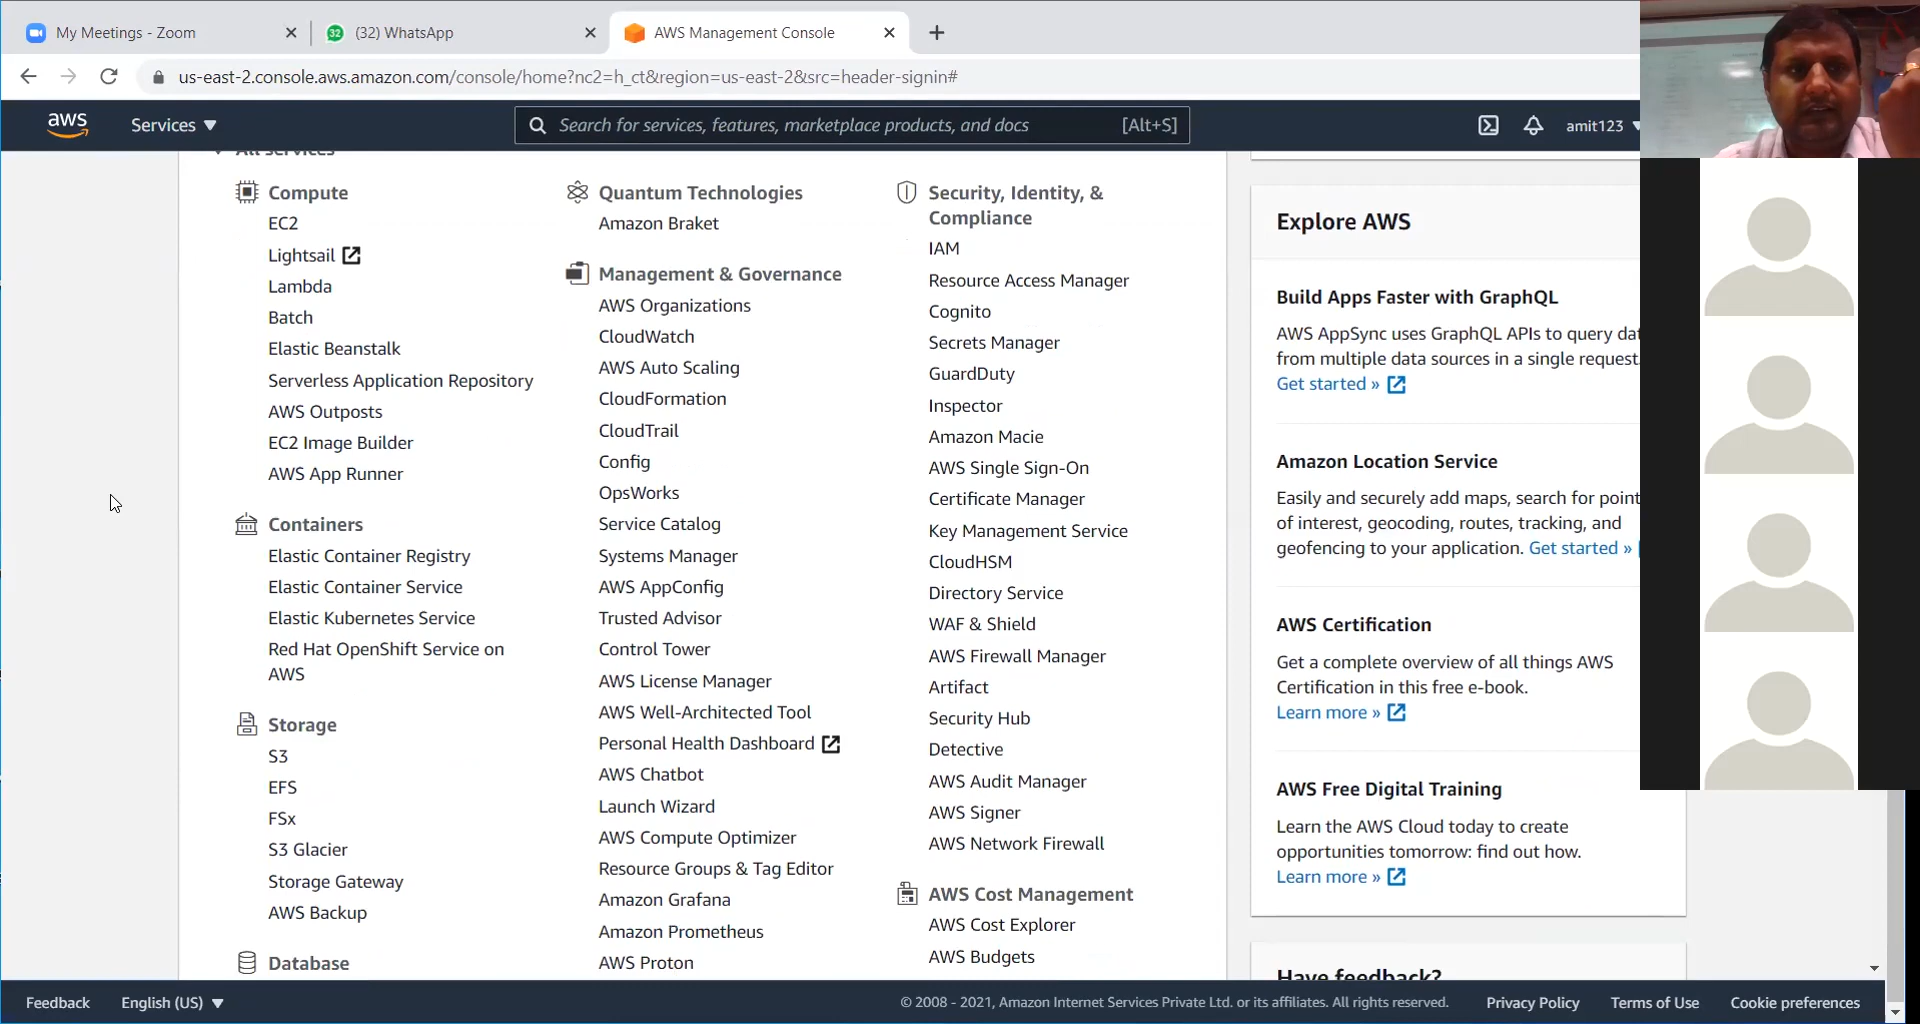 My Meetings - Zoom
32
(32) WhatsApp
AWS Management Console
us-east-2.console.aws.amazon.com/console/home?nc2=h_ct&region=us-east-2&src=header-signin#
aws
Services
Search for services, features, marketplace products, and docs
[Alt+S]
amit123
All services
Compute
EC2
Lightsail
Lambda
Batch
Elastic Beanstalk
Serverless Application Repository
AWS Outposts
EC2 Image Builder
AWS App Runner
Containers
Elastic Container Registry
Elastic Container Service
Elastic Kubernetes Service
Red Hat OpenShift Service on
AWS
Storage
S3
EFS
FSx
S3 Glacier
Storage Gateway
AWS Backup
Database
Quantum Technologies
Amazon Braket
Management & Governance
AWS Organizations
CloudWatch
AWS Auto Scaling
CloudFormation
CloudTrail
Config
OpsWorks
Service Catalog
Systems Manager
AWS AppConfig
Trusted Advisor
Control Tower
AWS License Manager
AWS Well-Architected Tool
Personal Health Dashboard
AWS Chatbot
Launch Wizard
AWS Compute Optimizer
Resource Groups & Tag Editor
Amazon Grafana
Amazon Prometheus
AWS Proton
Security, Identity, &
Compliance
IAM
Resource Access Manager
Cognito
Secrets Manager
GuardDuty
Inspector
Amazon Macie
AWS Single Sign-On
Certificate Manager
Key Management Service
CloudHSM
Directory Service
WAF & Shield
AWS Firewall Manager
Artifact
Security Hub
Detective
AWS Audit Manager
AWS Signer
AWS Network Firewall
AWS Cost Management
AWS Cost Explorer
AWS Budgets
Explore AWS
Build Apps Faster with GraphQL
AWS AppSync uses GraphQL APIs to query dat
from multiple data sources in a single request.
Get started »
Amazon Location Service
Easily and securely add maps, search for point
of interest, geocoding, routes, tracking, and
geofencing to your application. Get started »
AWS Certification
Get a complete overview of all things AWS
Certification in this free e-book.
Learn more »
AWS Free Digital Training
Learn the AWS Cloud today to create
opportunities tomorrow: find out how.
Learn more »
Have feedback?
Feedback
English (US)
© 2008 - 2021, Amazon Internet Services Private Ltd. or its affiliates. All rights reserved.
Privacy Policy
Terms of Use
Cookie preferences